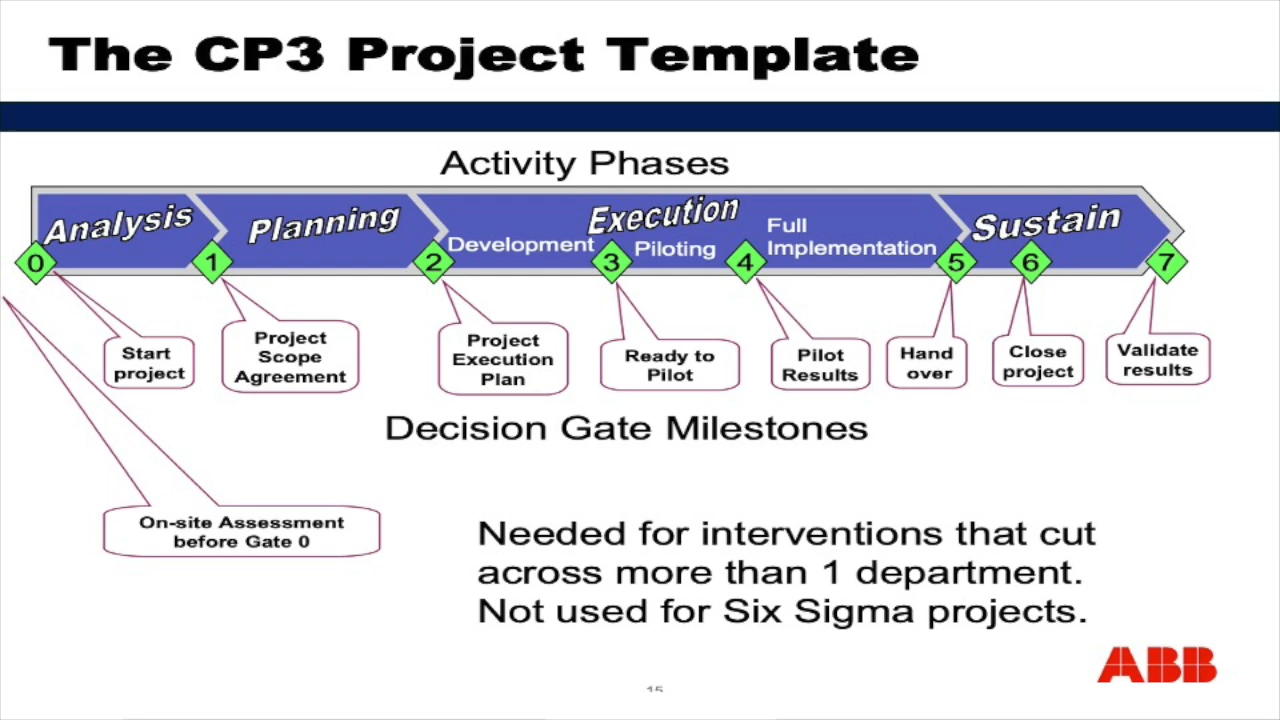 The CP3 Project Template
Activity Phases
Analysis
Planning
Execution
Development
Piloting
Full
Implementation
Sustain
0
1
2
3
4
5
6
7
Start
project
Project
Scope
Agreement
Project
Execution
Plan
Ready to
Pilot
Pilot
Results
Hand
over
Close
project
Validate
results
Decision Gate Milestones
On-site Assessment
before Gate 0
Needed for interventions that cut
across more than 1 department.
Not used for Six Sigma projects.
ABB
15